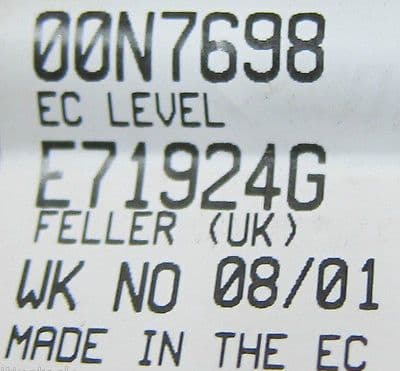 00N7698
EC LEVEL
E71924G
FELLER (UK)
WK NO 08/01
MADE IN THE EC